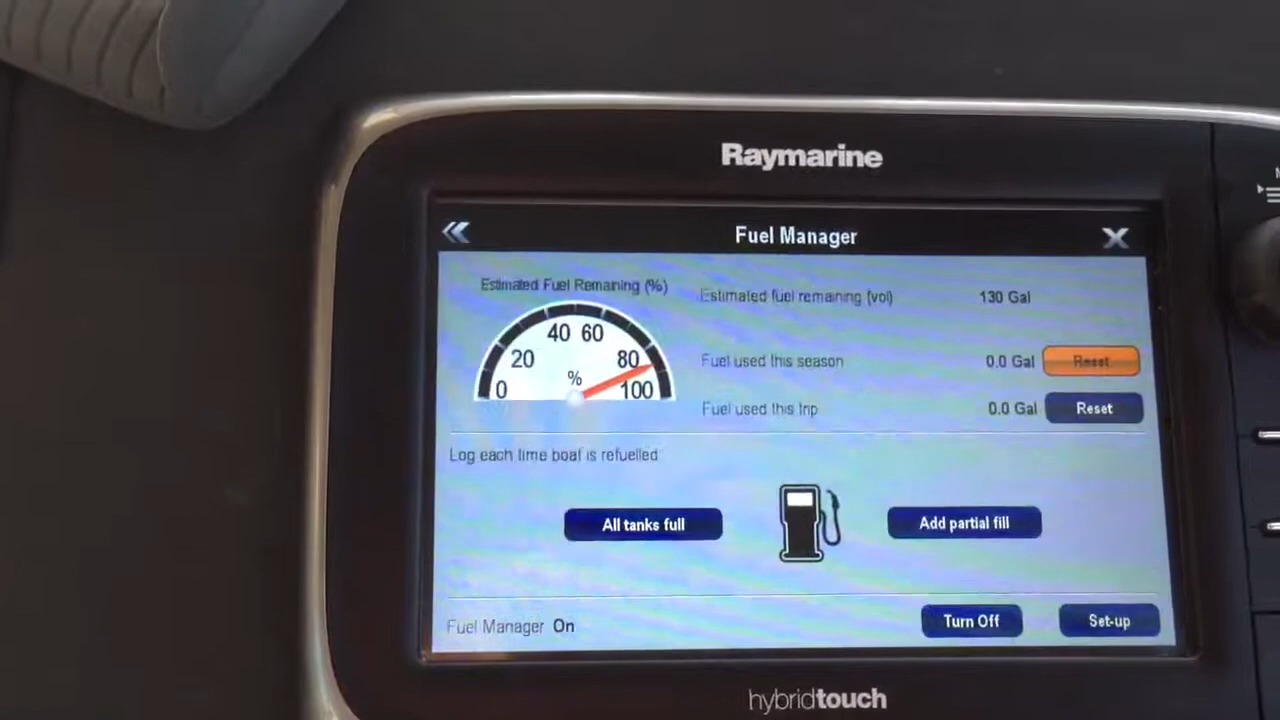 Raymarine
Fuel Manager
Estimated Fuel Remaining (%)
Estimated fuel remaining (vol) 130 Gal
40 60
20 80
%
0 100
Fuel used this season 0.0 Gal Reset
Fuel used this trip 0.0 Gal Reset
Log each time boat is refuelled
All tanks full
Add partial fill
Fuel Manager On
Turn Off
Set-up
hybridtouch